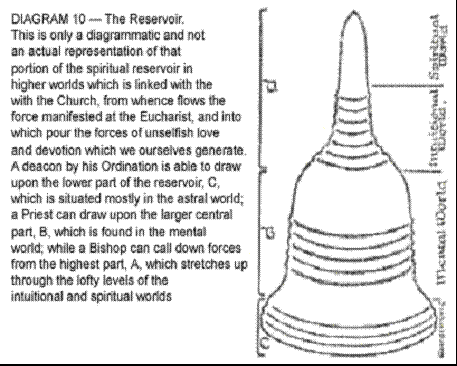 DIAGRAM 10 — The Reservoir.
This is only a diagrammatic and not
an actual representation of that
portion of the spiritual reservoir in
higher worlds which is linked with the
with the Church, from whence flows the
force manifested at the Eucharist, and into
which pour the forces of unselfish love
and devotion which we ourselves generate.
A deacon by his Ordination is able to draw
upon the lower part of the reservoir, C,
which is situated mostly in the astral world;
a Priest can draw upon the larger central
part, B, which is found in the mental
world; while a Bishop can call down forces
from the highest part, A, which stretches up
through the lofty levels of the
intuitional and spiritual worlds
B
C
Spiritual
World
Intuitional
World
Mental World